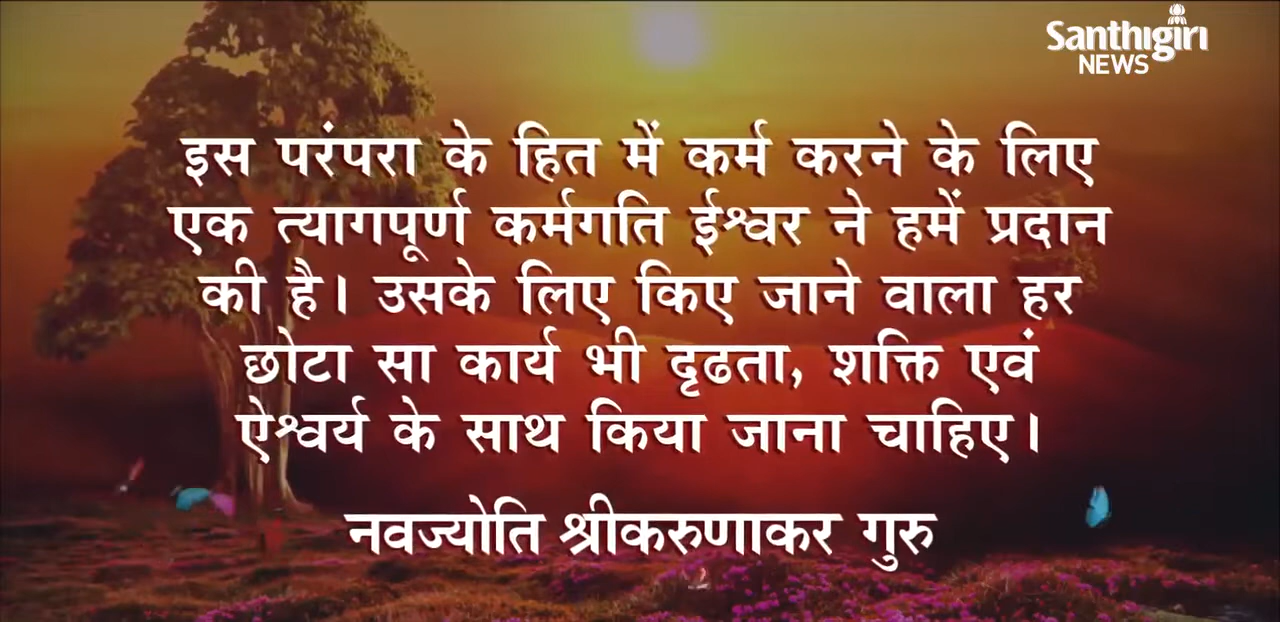 Santhigiri
NEWS
इस परंपरा के हित में कर्म करने के लिए
एक त्यागपूर्ण कर्मगति ईश्वर ने हमें प्रदान
की है। उसके लिए किए जाने वाला हर
छोटा सा कार्य भी दृढता, शक्ति एवं
ऐश्वर्य के साथ किया जाना चाहिए।
नवज्योति श्रीकरुणाकर गुरु